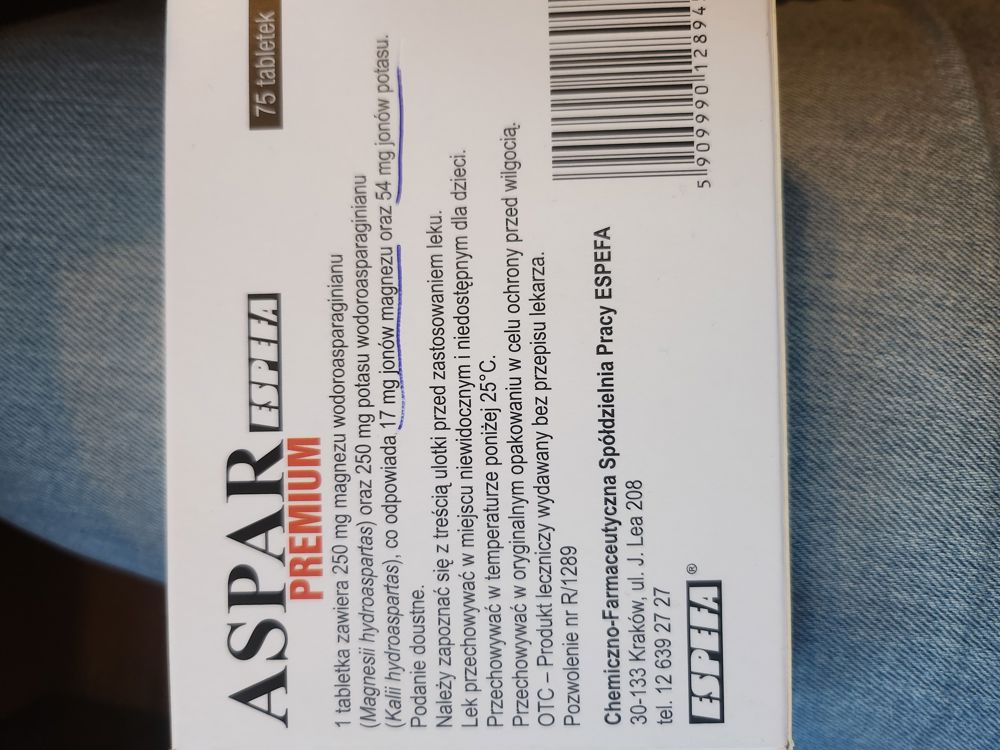 ASPAR ESPEFA 75 tabletek
PREMIUM
1 tabletka zawiera 250 mg magnezu wodoroasparaginianu
(Magnesii hydroaspartas) oraz 250 mg potasu wodoroasparaginianu
(Kalii hydroaspartas), co odpowiada 17 mg jonów magnezu oraz 54 mg jonów potasu.
Podanie doustne.
Należy zapoznać się z treścią ulotki przed zastosowaniem leku.
Lek przechowywać w miejscu niewidocznym i niedostępnym dla dzieci.
Przechowywać w temperaturze poniżej 25°C.
Przechowywać w oryginalnym opakowaniu w celu ochrony przed wilgocią.
OTC – Produkt leczniczy wydawany bez przepisu lekarza.
Pozwolenie nr R/1289
Chemiczno-Farmaceutyczna Spółdzielnia Pracy ESPEFA
30-133 Kraków, ul. J. Lea 208
tel. 12 639 27 27
ESPEFA®
5 909990 12894